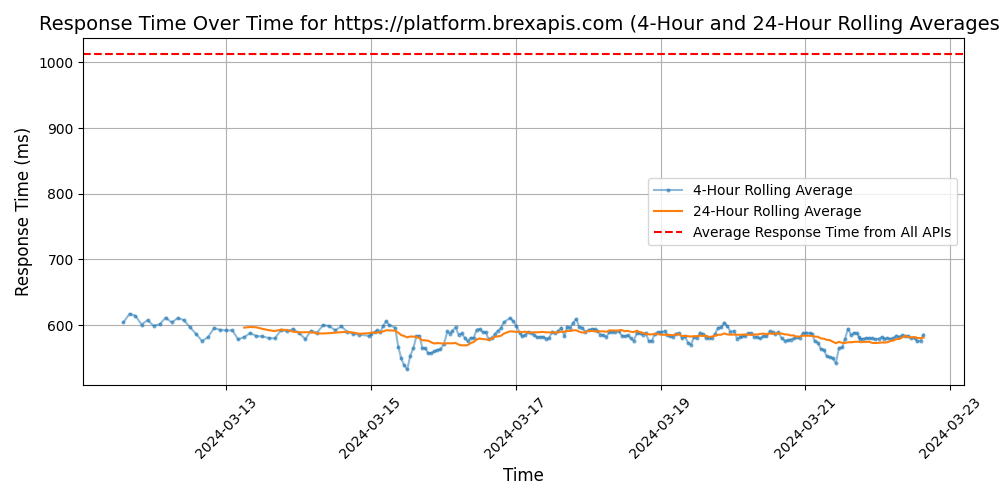 Response Time Over Time for https://platform.brexapis.com (4-Hour and 24-Hour Rolling Averages
Response Time (ms)
1000
900
800
700
600
4-Hour Rolling Average
24-Hour Rolling Average
Average Response Time from All APIs
2024-03-13
2024-03-15
2024-03-17
2024-03-19
2024-03-21
2024-03-23
Time